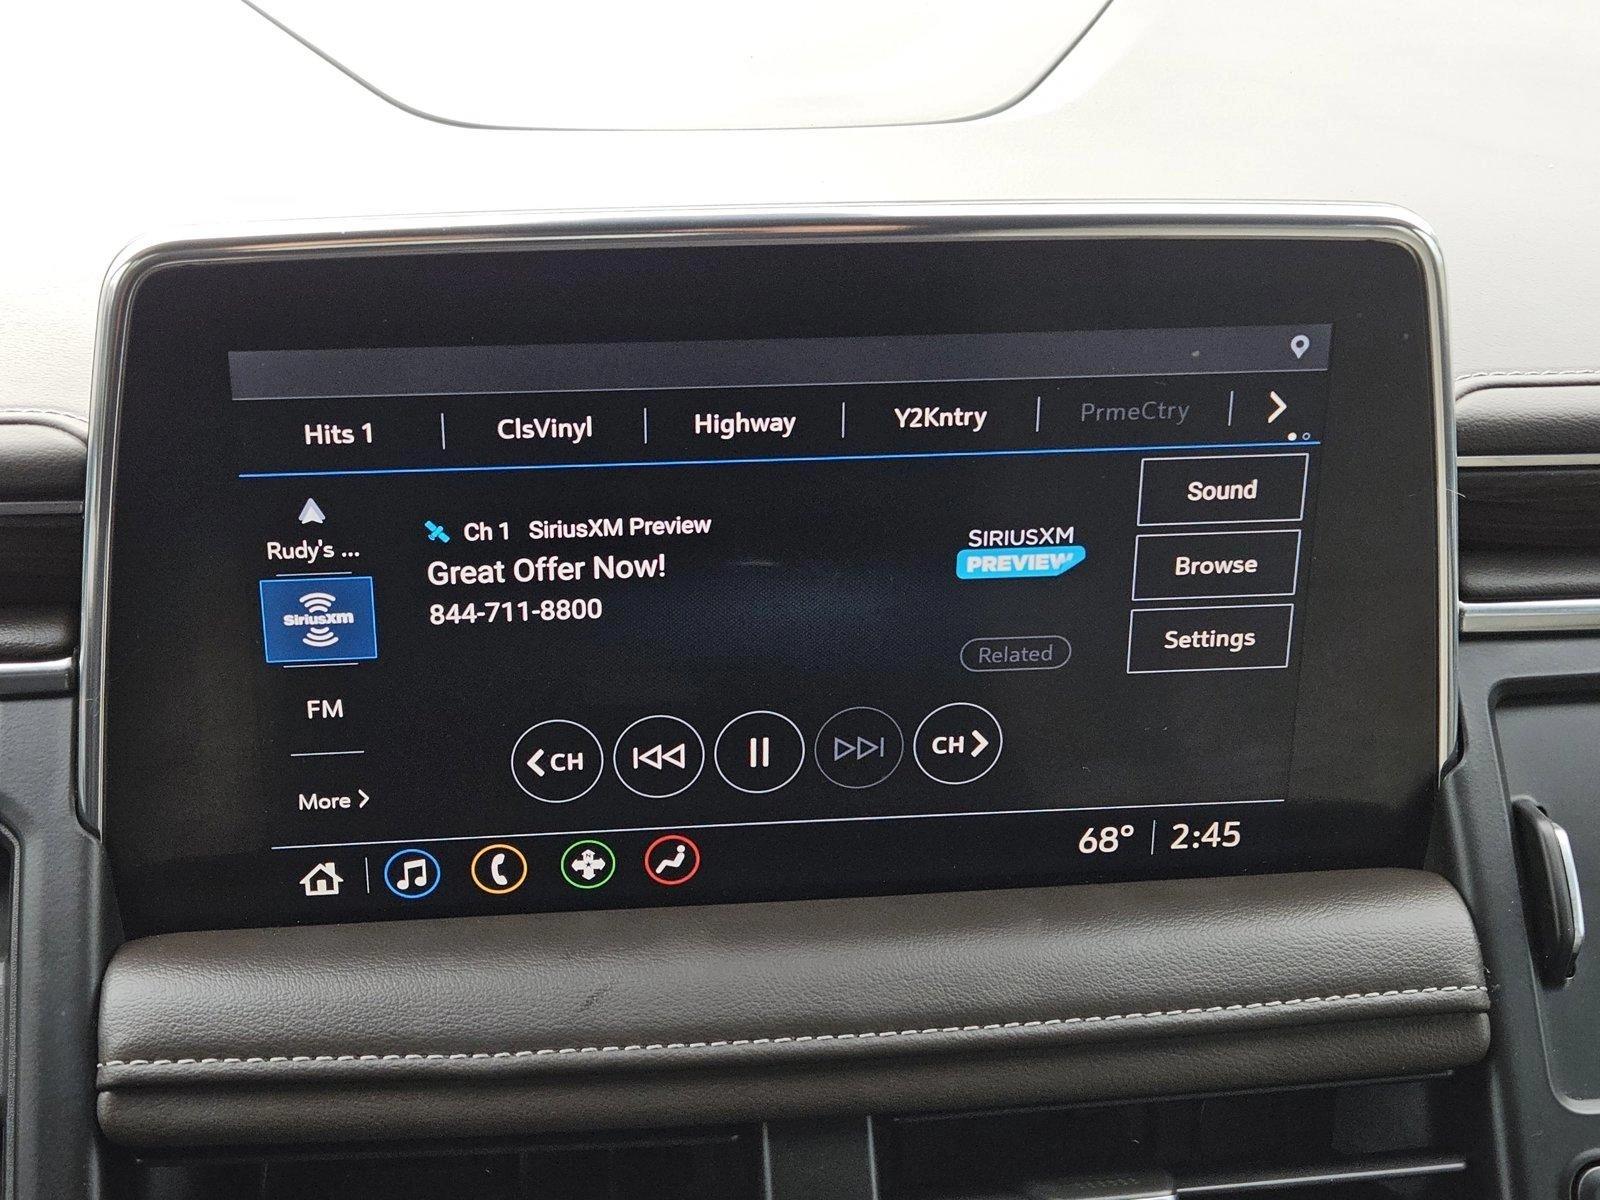 Hits 1
ClsVinyl
Highway
Y2Kntry
PrmeCtry
Rudy's ...
SiriusXM
FM
More
Ch 1 SiriusXM Preview
Great Offer Now!
844-711-8800
SIRIUSXM
PREVIEW
Related
Sound
Browse
Settings
CH
CH
68° 2:45